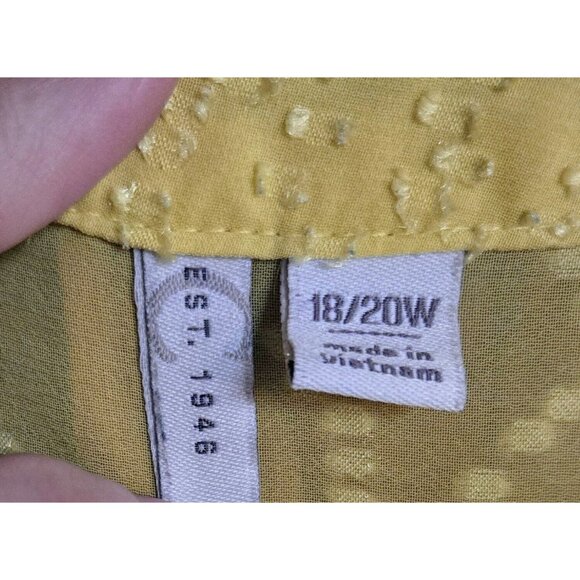 EST. 1946
18/20W
made in
vietnam